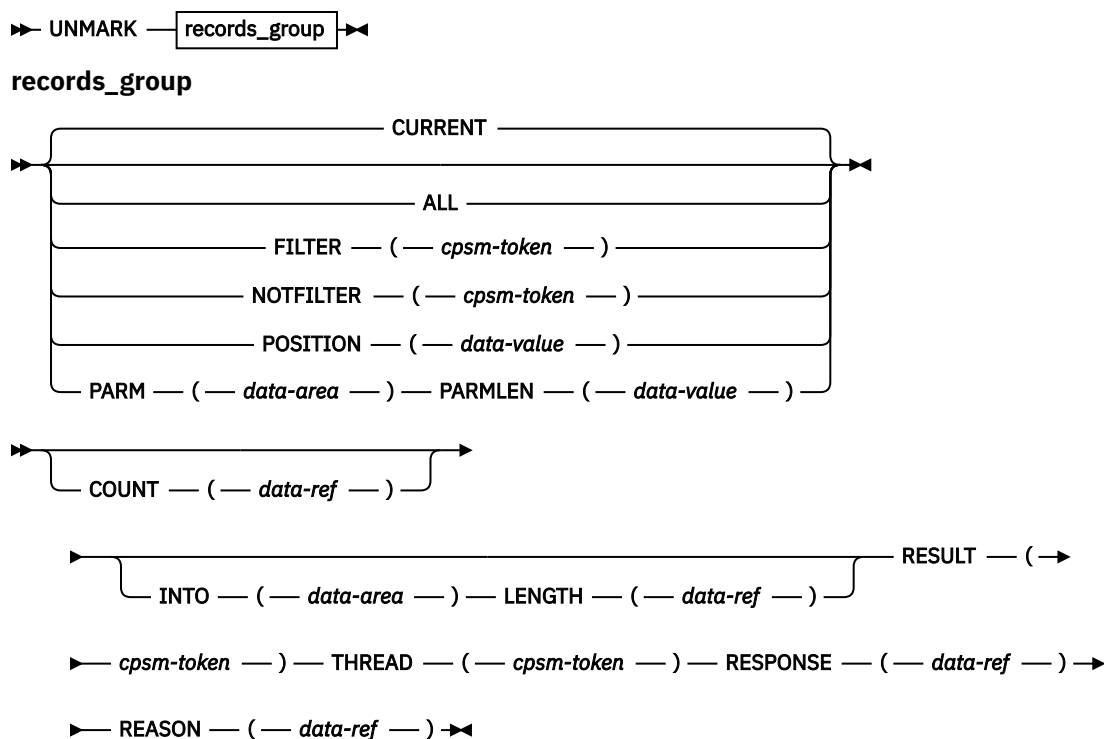 UNMARK records_group
records_group
CURRENT
ALL
FILTER ( cpsm-token )
NOTFILTER ( cpsm-token )
POSITION ( data-value )
PARM ( data-area ) PARMLEN ( data-value )
COUNT ( data-ref )
RESULT (
INTO ( data-area ) LENGTH ( data-ref )
cpsm-token ) THREAD ( cpsm-token ) RESPONSE ( data-ref )
REASON ( data-ref )